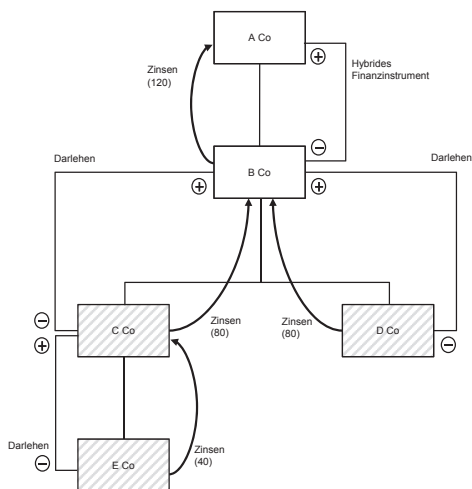 A Co
+
Zinsen
(120)
Hybrides
Finanzinstrument
−
Darlehen
Darlehen
B Co
+
+
−
+
C Co
Zinsen
(80)
Zinsen
(80)
D Co
−
Darlehen
−
E Co
Zinsen
(40)